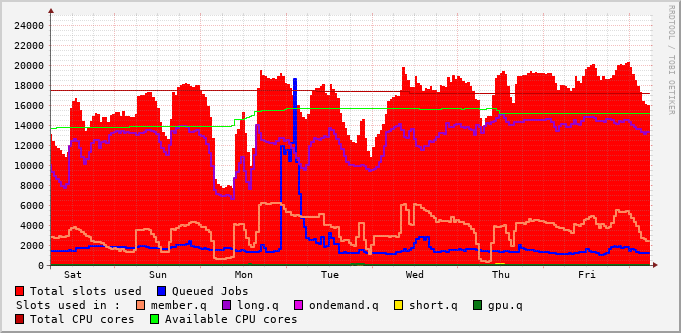 RRDTOOL / TOBI OETIKER
24000
22000
20000
18000
16000
14000
12000
10000
8000
6000
4000
2000
0
Sat Sun Mon Tue Wed Thu Fri
Total slots used Queued Jobs
Slots used in : member.q long.q ondemand.q short.q gpu.q
Total CPU cores Available CPU cores